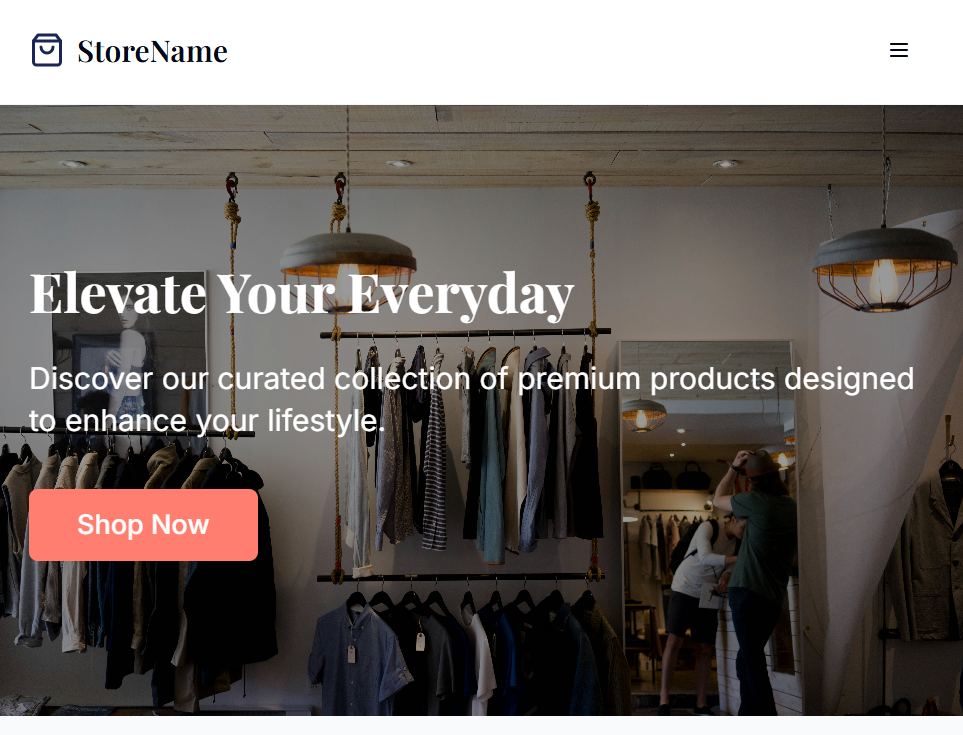 StoreName
Elevate Your Everyday
Discover our curated collection of premium products designed
to enhance your lifestyle.
Shop Now